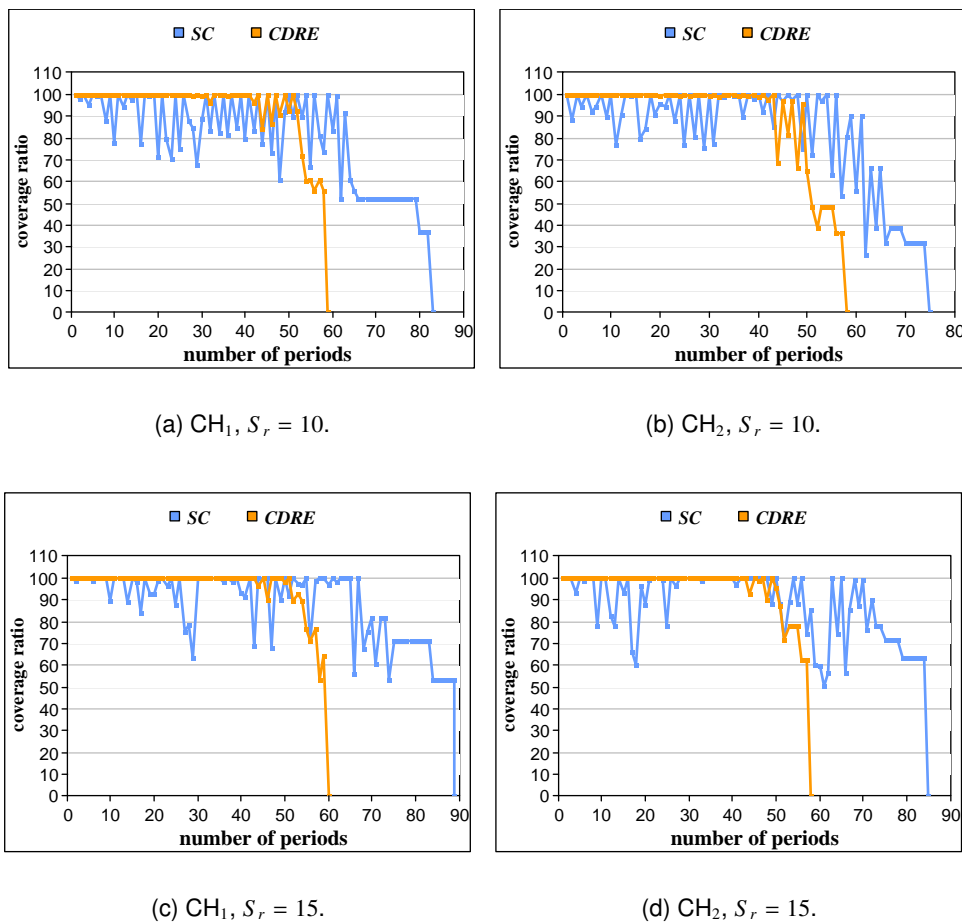 SC CDRE
110
100
90
80
70
60
50
40
30
20
10
0
coverage ratio
0 10 20 30 40 50 60 70 80 90
number of periods
(a) CH1, Sr = 10.
SC CDRE
110
100
90
80
70
60
50
40
30
20
10
0
coverage ratio
0 10 20 30 40 50 60 70 80
number of periods
(b) CH2, Sr = 10.
SC CDRE
110
100
90
80
70
60
50
40
30
20
10
0
coverage ratio
0 10 20 30 40 50 60 70 80 90
number of periods
(c) CH1, Sr = 15.
SC CDRE
110
100
90
80
70
60
50
40
30
20
10
0
coverage ratio
0 10 20 30 40 50 60 70 80 90
number of periods
(d) CH2, Sr = 15.